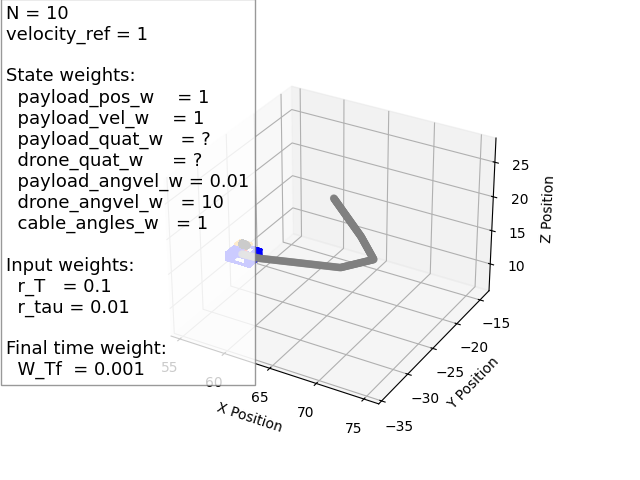 N = 10
velocity_ref = 1
State weights:
payload_pos_w = 1
payload_vel_w = 1
payload_quat_w = ?
drone_quat_w = ?
payload_angvel_w = 0.01
drone_angvel_w = 10
cable_angles_w = 1
Input weights:
r_T = 0.1
r_tau = 0.01
Final time weight:
W_Tf = 0.001
25
20
15
10
Z Position
−15
−20
−25
−30
−35
Y Position
55
60
65
70
75
X Position